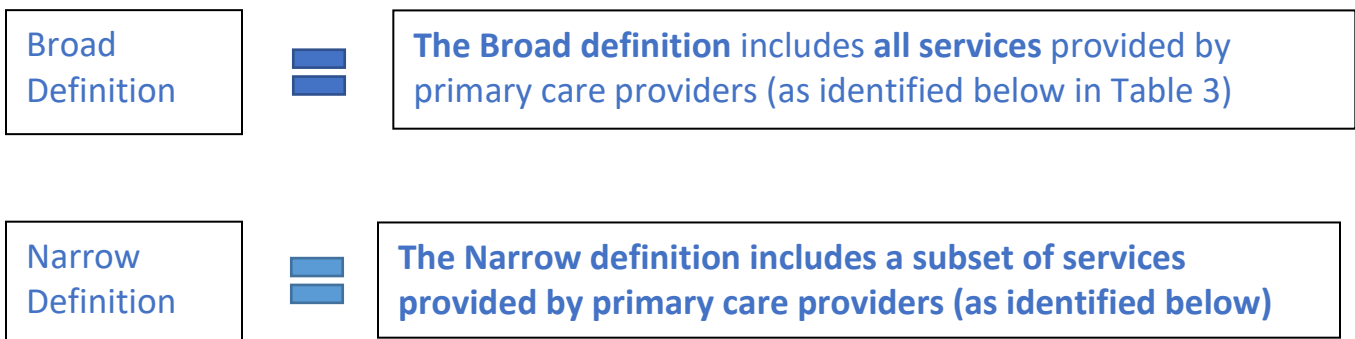 Broad
Definition
The Broad definition includes all services provided by
primary care providers (as identified below in Table 3)
Narrow
Definition
The Narrow definition includes a subset of services
provided by primary care providers (as identified below)